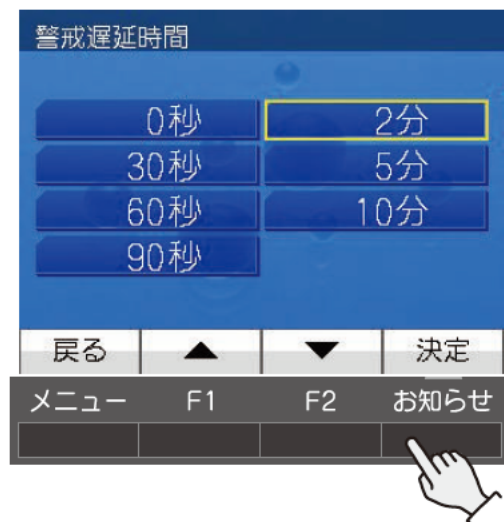 警戒遅延時間
0秒 2分
30秒 5分
60秒 10分
90秒
戻る ▲ ▼ 決定
メニュー F1 F2 お知らせ